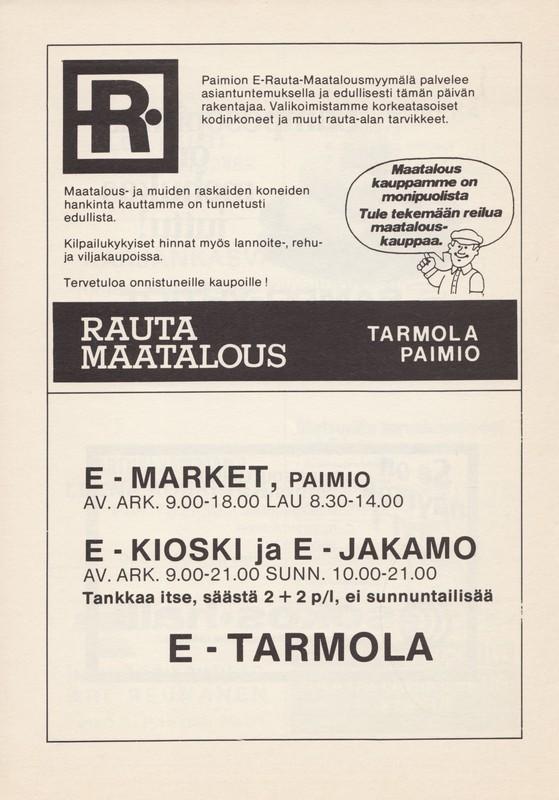 R
Paimion E-Rauta-Maatalousmyymälä palvelee
asiantuntemuksella ja edullisesti tämän päivän
rakentajaa. Valikoimistamme korkeatasoiset
kodinkoneet ja muut rauta-alan tarvikkeet.
Maatalous- ja muiden raskaiden koneiden
hankinta kauttamme on tunnetusti
edullista.
Kilpailukykyiset hinnat myös lannoite-, rehu-
ja viljakaupoissa.
Tervetuloa onnistuneille kaupoille!
Maatalous
kauppamme on
monipuolista
Tule tekemään reilua
maatalous-
kauppaa.
RAUTA
MAATALOUS
TARMOLA
PAIMIO
E - MARKET, PAIMIO
AV. ARK. 9.00-18.00 LAU 8.30-14.00
E - KIOSKI ja E - JAKAMO
AV. ARK. 9.00-21.00 SUNN. 10.00-21.00
Tankkaa itse, säästä 2 + 2 p/l, ei sunnuntailisää
E - TARMOLA